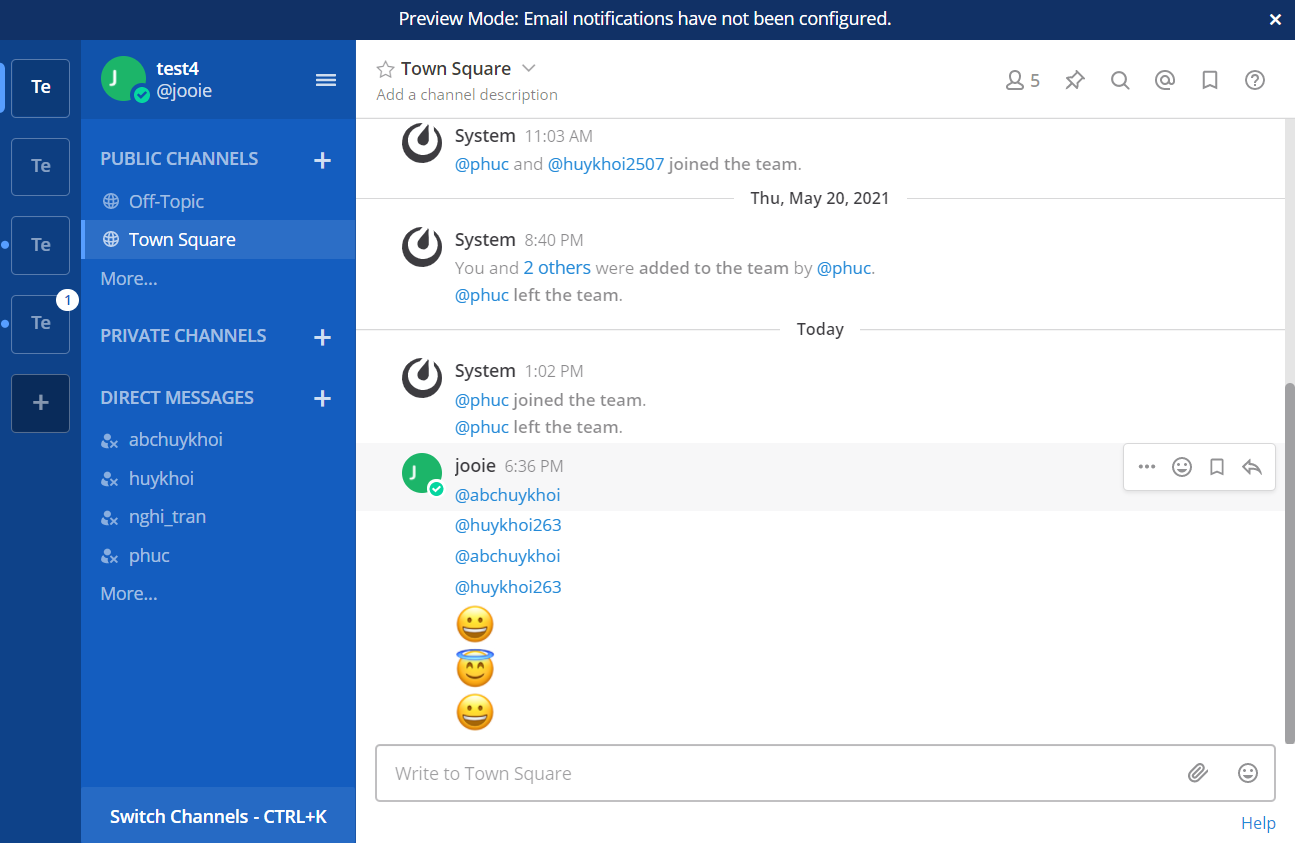 Preview Mode: Email notifications have not been configured.
Te
Te
Te
Te
1
J
test4
@jooie
PUBLIC CHANNELS
Off-Topic
Town Square
More...
PRIVATE CHANNELS
DIRECT MESSAGES
abchuykhoi
huykhoi
nghi_tran
phuc
More...
Switch Channels - CTRL+K
Town Square
Add a channel description
5
System 11:03 AM
@phuc and @huykhoi2507 joined the team.
Thu, May 20, 2021
System 8:40 PM
You and 2 others were added to the team by @phuc.
@phuc left the team.
Today
System 1:02 PM
@phuc joined the team.
@phuc left the team.
J
jooie 6:36 PM
@abchuykhoi
@huykhoi263
@abchuykhoi
@huykhoi263
Write to Town Square
Help